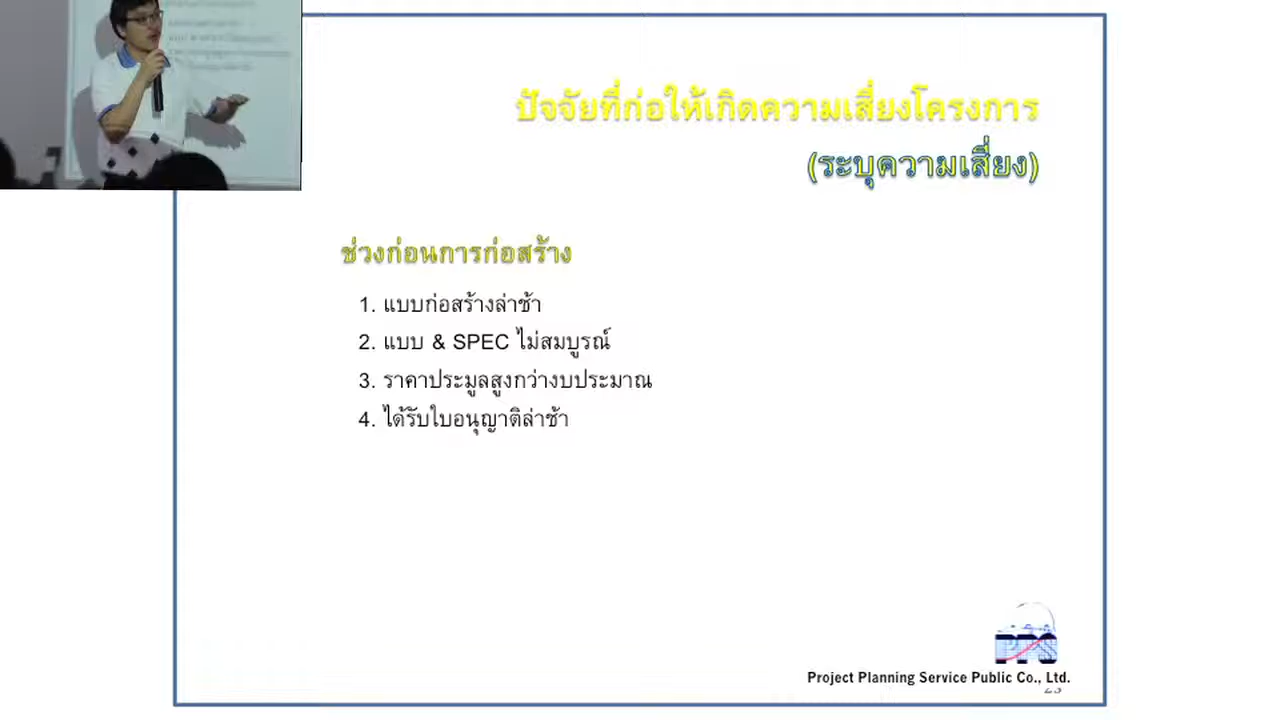 ปัจจัยที่ก่อให้เกิดความเสี่ยงโครงการ
(ระบุความเสี่ยง)
ช่วงก่อนการก่อสร้าง
1. แบบก่อสร้างล่าช้า
2. แบบ & SPEC ไม่สมบูรณ์
3. ราคาประมูลสูงกว่างบประมาณ
4. ได้รับใบอนุญาติล่าช้า
PPS
Project Planning Service Public Co., Ltd.